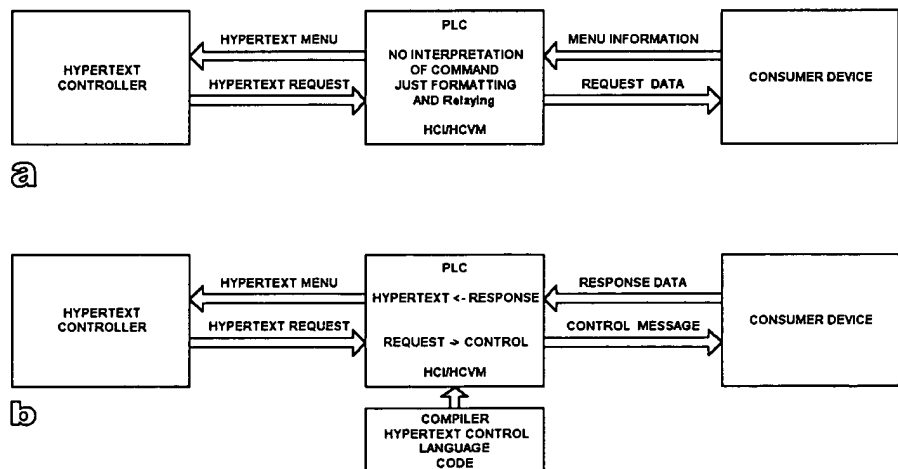 PLC
HYPERTEXT MENU
MENU INFORMATION
HYPERTEXT
CONTROLLER
NO INTERPRETATION
OF COMMAND
JUST FORMATTING
AND Relaying
CONSUMER DEVICE
HYPERTEXT REQUEST
REQUEST DATA
HCI/HCVM
a
PLC
HYPERTEXT MENU
RESPONSE DATA
HYPERTEXT <- RESPONSE
HYPERTEXT
CONTROLLER
CONSUMER DEVICE
HYPERTEXT REQUEST
CONTROL MESSAGE
REQUEST -> CONTROL
HCI/HCVM
b
COMPILER
HYPERTEXT CONTROL
LANGUAGE
CODE